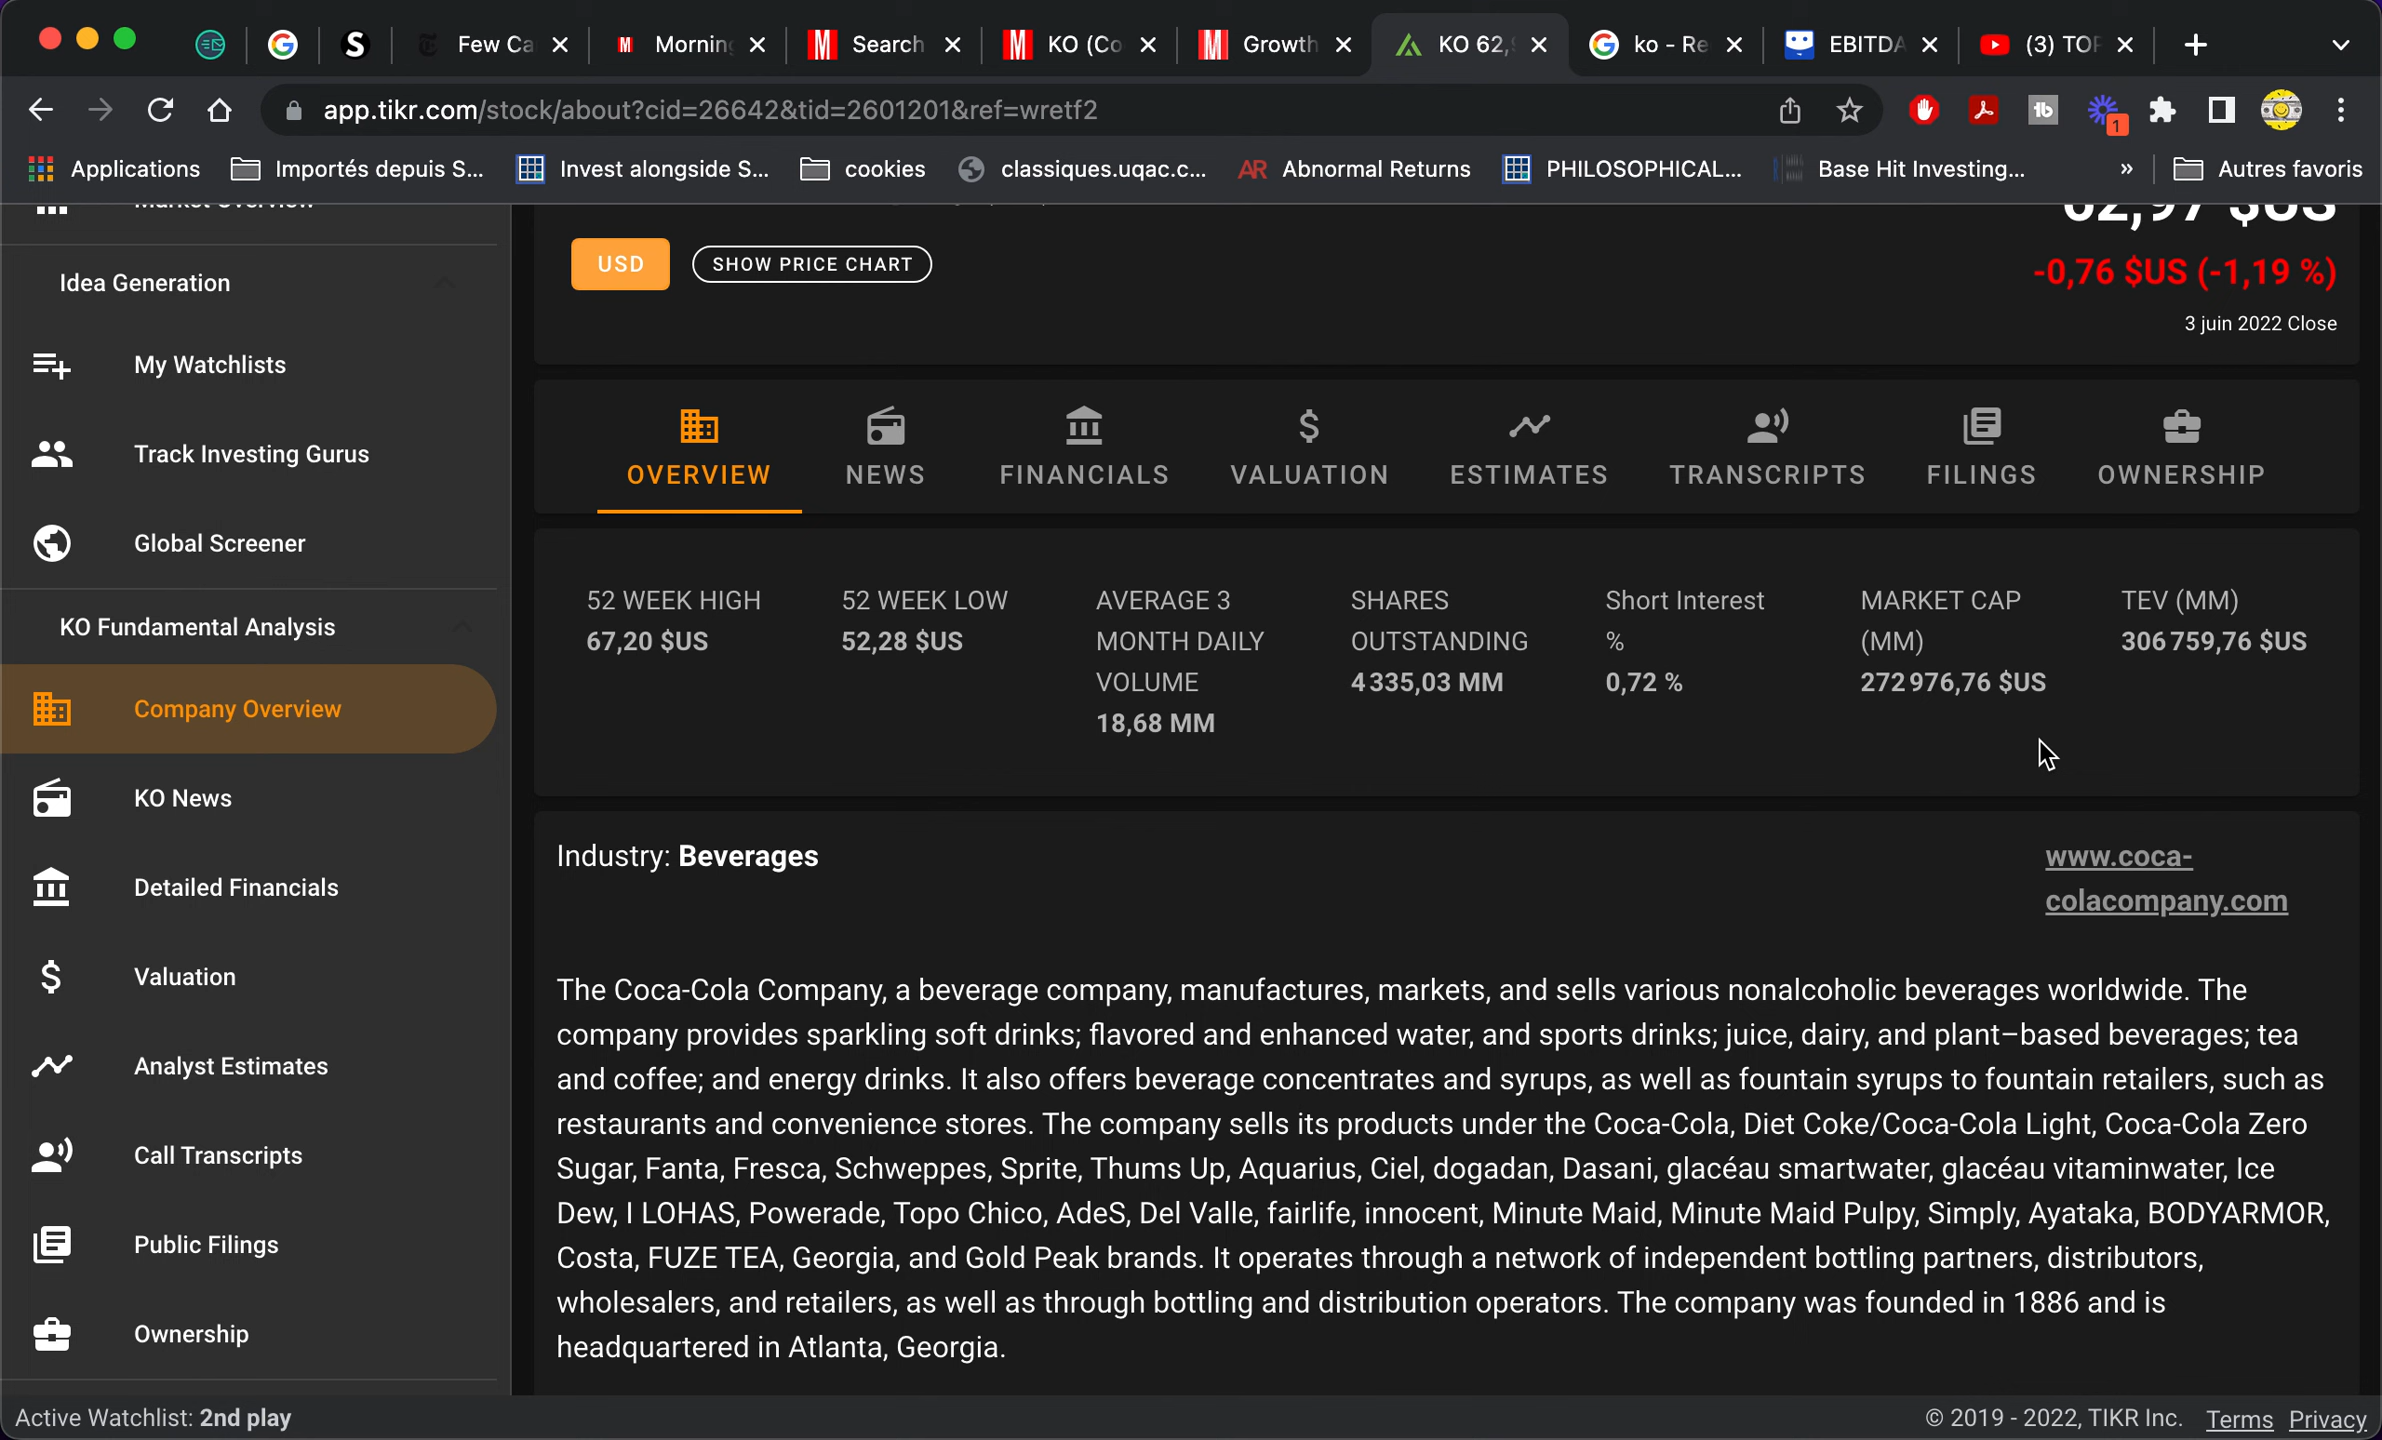 Few Ca
Morning
Search
KO (Co
Growth
KO 62,9
ko - Re
EBITDA
(3) TOP
app.tikr.com/stock/about?cid=26642&tid=2601201&ref=wretf2
1
Applications
Importés depuis S...
Invest alongside S...
cookies
classiques.uqac.c...
AR Abnormal Returns
PHILOSOPHICAL...
Base Hit Investing...
»
Autres favoris
Market Overview
Idea Generation
My Watchlists
Track Investing Gurus
Global Screener
KO Fundamental Analysis
Company Overview
KO News
Detailed Financials
Valuation
Analyst Estimates
Call Transcripts
Public Filings
Ownership
USD
SHOW PRICE CHART
62,97 $US
-0,76 $US (-1,19 %)
3 juin 2022 Close
OVERVIEW
NEWS
FINANCIALS
VALUATION
ESTIMATES
TRANSCRIPTS
FILINGS
OWNERSHIP
52 WEEK HIGH
67,20 $US
52 WEEK LOW
52,28 $US
AVERAGE 3
MONTH DAILY
VOLUME
18,68 MM
SHARES
OUTSTANDING
4 335,03 MM
Short Interest
%
0,72 %
MARKET CAP
(MM)
272 976,76 $US
TEV (MM)
306 759,76 $US
Industry: Beverages
www.coca-
colacompany.com
The Coca-Cola Company, a beverage company, manufactures, markets, and sells various nonalcoholic beverages worldwide. The
company provides sparkling soft drinks; flavored and enhanced water, and sports drinks; juice, dairy, and plant–based beverages; tea
and coffee; and energy drinks. It also offers beverage concentrates and syrups, as well as fountain syrups to fountain retailers, such as
restaurants and convenience stores. The company sells its products under the Coca-Cola, Diet Coke/Coca-Cola Light, Coca-Cola Zero
Sugar, Fanta, Fresca, Schweppes, Sprite, Thums Up, Aquarius, Ciel, dogadan, Dasani, glacéau smartwater, glacéau vitaminwater, Ice
Dew, I LOHAS, Powerade, Topo Chico, AdeS, Del Valle, fairlife, innocent, Minute Maid, Minute Maid Pulpy, Simply, Ayataka, BODYARMOR,
Costa, FUZE TEA, Georgia, and Gold Peak brands. It operates through a network of independent bottling partners, distributors,
wholesalers, and retailers, as well as through bottling and distribution operators. The company was founded in 1886 and is
headquartered in Atlanta, Georgia.
Active Watchlist: 2nd play
© 2019 - 2022, TIKR Inc.
Terms
Privacy